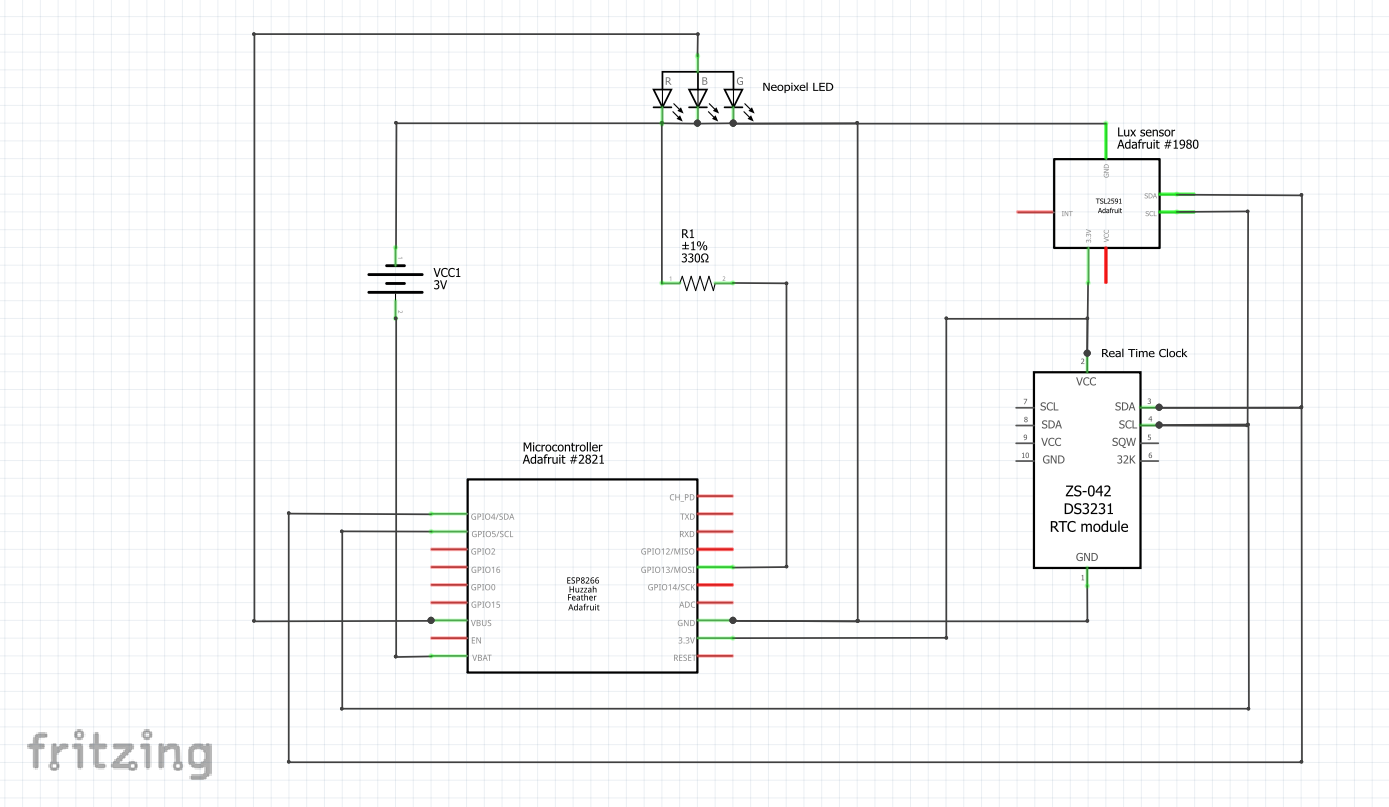 R
B
G
Neopixel LED
Lux sensor
Adafruit #1980
GND
TSL2591
Adafruit
SDA
SCL
INT
3.3V
VCC
R1
±1%
330Ω
1
2
VCC1
3V
1
2
Real Time Clock
2
VCC
7
SCL
SDA
3
8
SDA
SCL
4
9
VCC
SQW
5
10
GND
32K
6
ZS-042
DS3231
RTC module
GND
1
Microcontroller
Adafruit #2821
CH_PD
GPIO4/SDA
TXD
GPIO5/SCL
RXD
GPIO2
GPIO12/MISO
GPIO16
GPIO13/MOSI
ESP8266
Huzzah
Feather
Adafruit
GPIO0
GPIO14/SCK
GPIO15
ADC
VBUS
GND
EN
3.3V
VBAT
RESET
fritzing